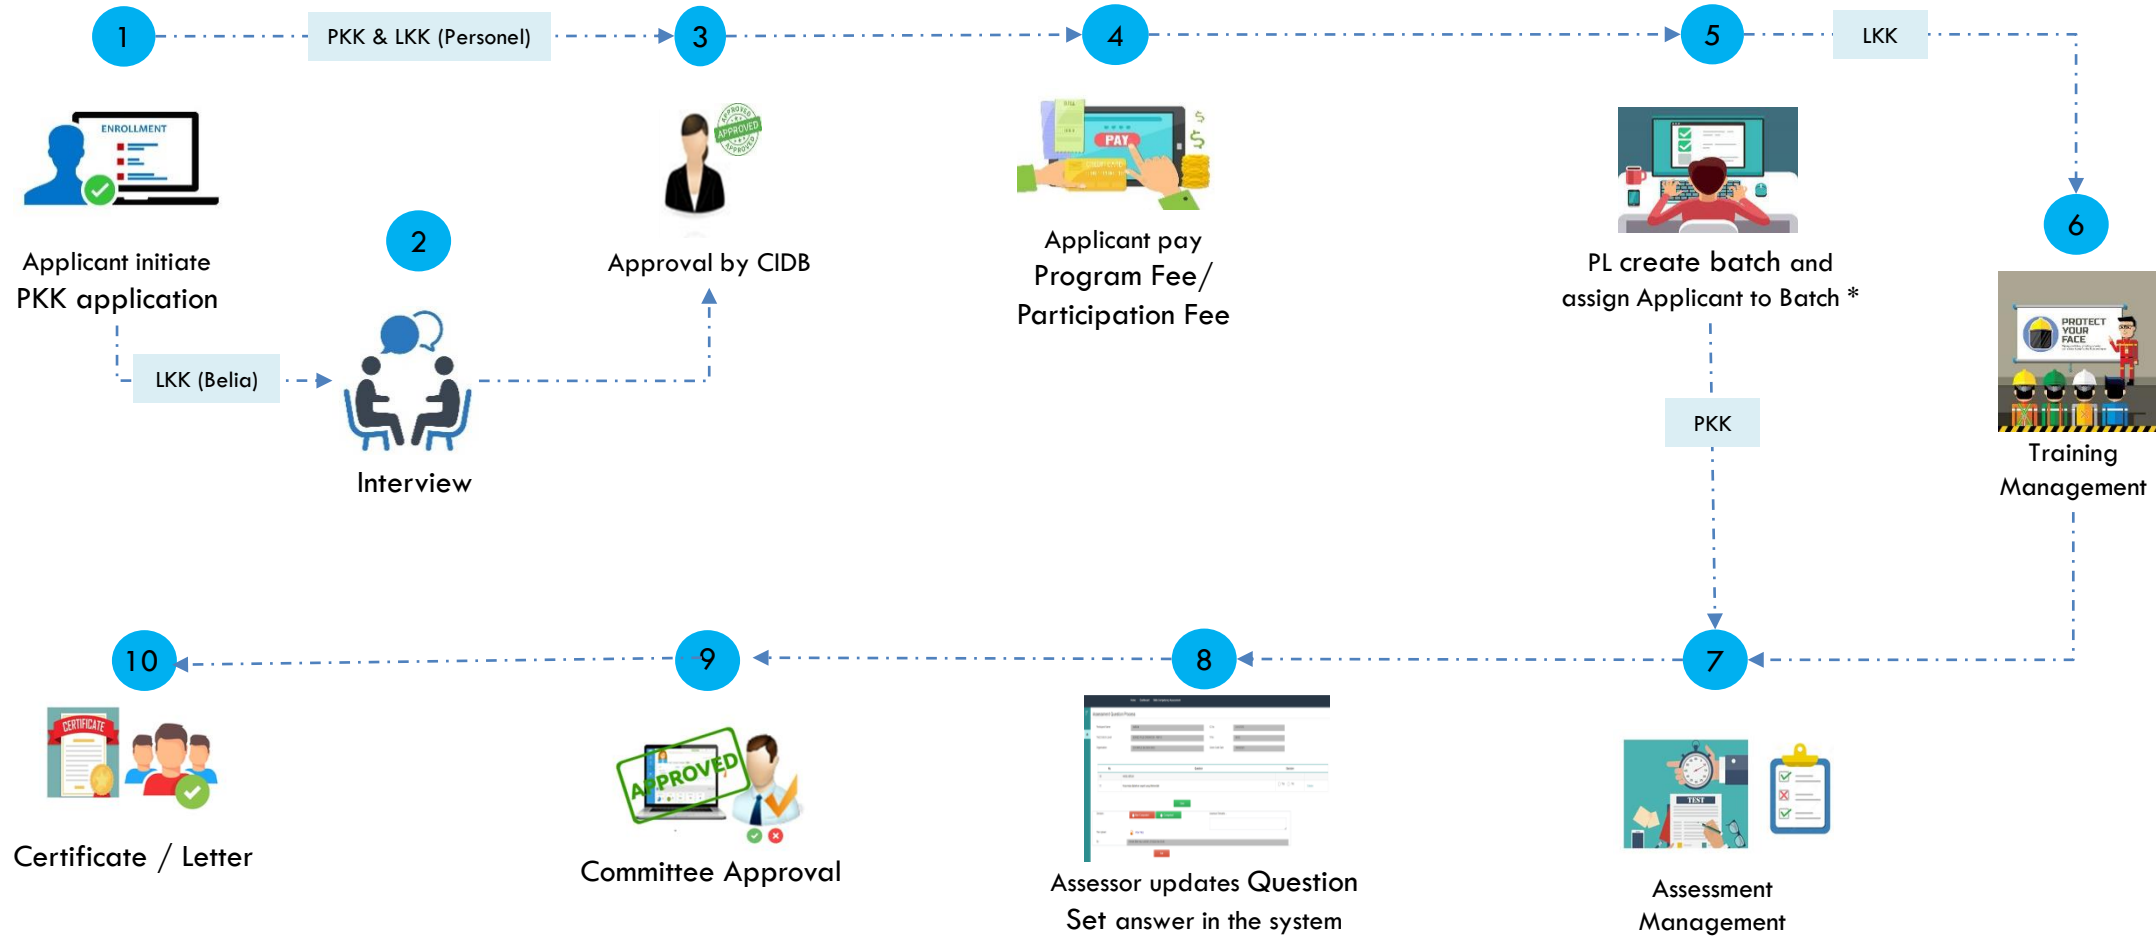 1
PKK & LKK (Personel)
3
4
5
LKK
ENROLLMENT
APPROVED
APPROVED
APPROVED
PAY
2
6
Applicant initiate
PKK application
Approval by CIDB
Applicant pay
Program Fee/
Participation Fee
PL create batch and
assign Applicant to Batch *
PROTECT
YOUR
FACE
LKK (Belia)
PKK
Interview
Training
Management
10
9
8
7
CERTIFICATE
APPROVED
TEST
Certificate / Letter
Committee Approval
Assessor updates Question
Set answer in the system
Assessment
Management